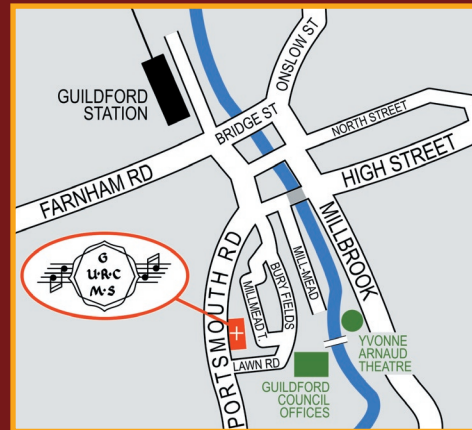 GUILDFORD
STATION
ONSLOW ST
BRIDGE ST
NORTH STREET
HIGH STREET
FARNHAM RD
G
U·R·C
M·S
PORTSMOUTH RD
MILLMEAD T.
BURY FIELDS
MILL-MEAD
MILLBROOK
LAWN RD
YVONNE
ARNAUD
THEATRE
GUILDFORD
COUNCIL
OFFICES